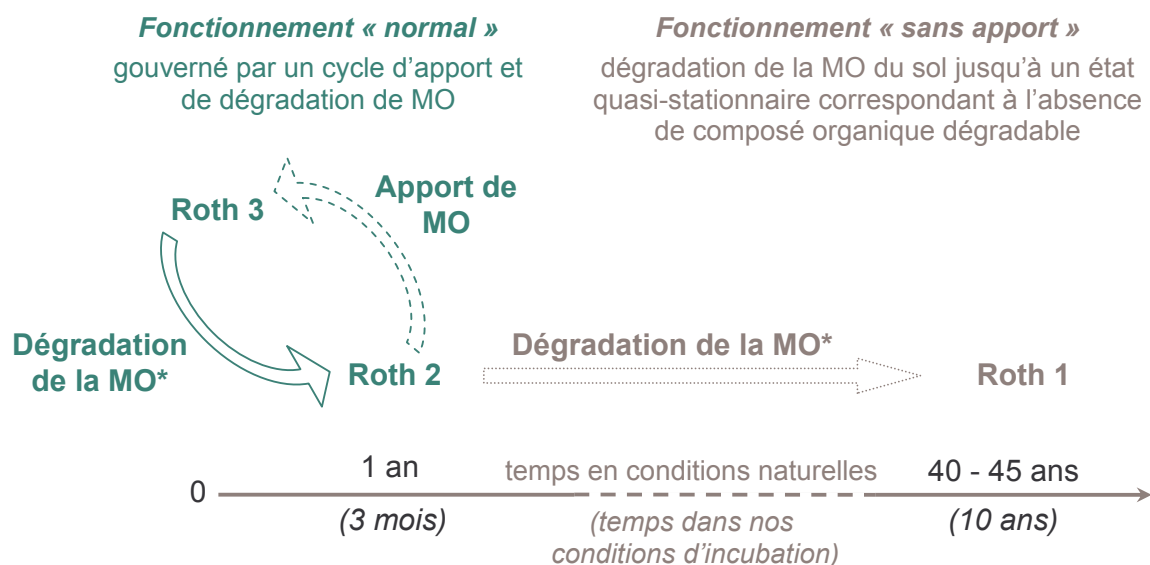 Fonctionnement « normal »
gouverné par un cycle d’apport et
de dégradation de MO
Fonctionnement « sans apport »
dégradation de la MO du sol jusqu’à un état
quasi-stationnaire correspondant à l’absence
de composé organique dégradable
Roth 3
Apport de
MO
Dégradation
de la MO*
Roth 2
Dégradation de la MO*
Roth 1
0
1 an
temps en conditions naturelles
40 - 45 ans
(3 mois)
(temps dans nos
conditions d’incubation)
(10 ans)